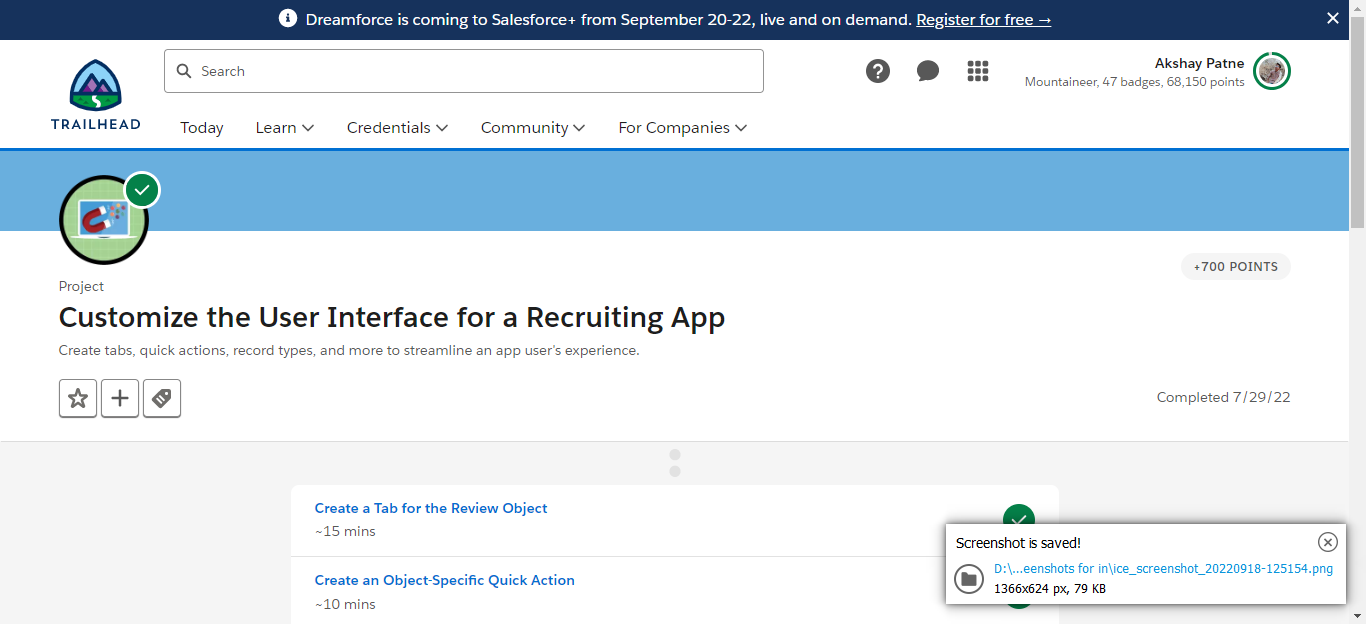 Dreamforce is coming to Salesforce+ from September 20-22, live and on demand. Register for free →
Search
Akshay Patne
Mountaineer, 47 badges, 68,150 points
TRAILHEAD
Today Learn Credentials Community For Companies
+700 POINTS
Project
Customize the User Interface for a Recruiting App
Create tabs, quick actions, record types, and more to streamline an app user's experience.
Completed 7/29/22
Create a Tab for the Review Object
~15 mins
Create an Object-Specific Quick Action
~10 mins
Screenshot is saved!
D:\...eenshots for in\ice_screenshot_20220918-125154.png
1366x624 px, 79 KB